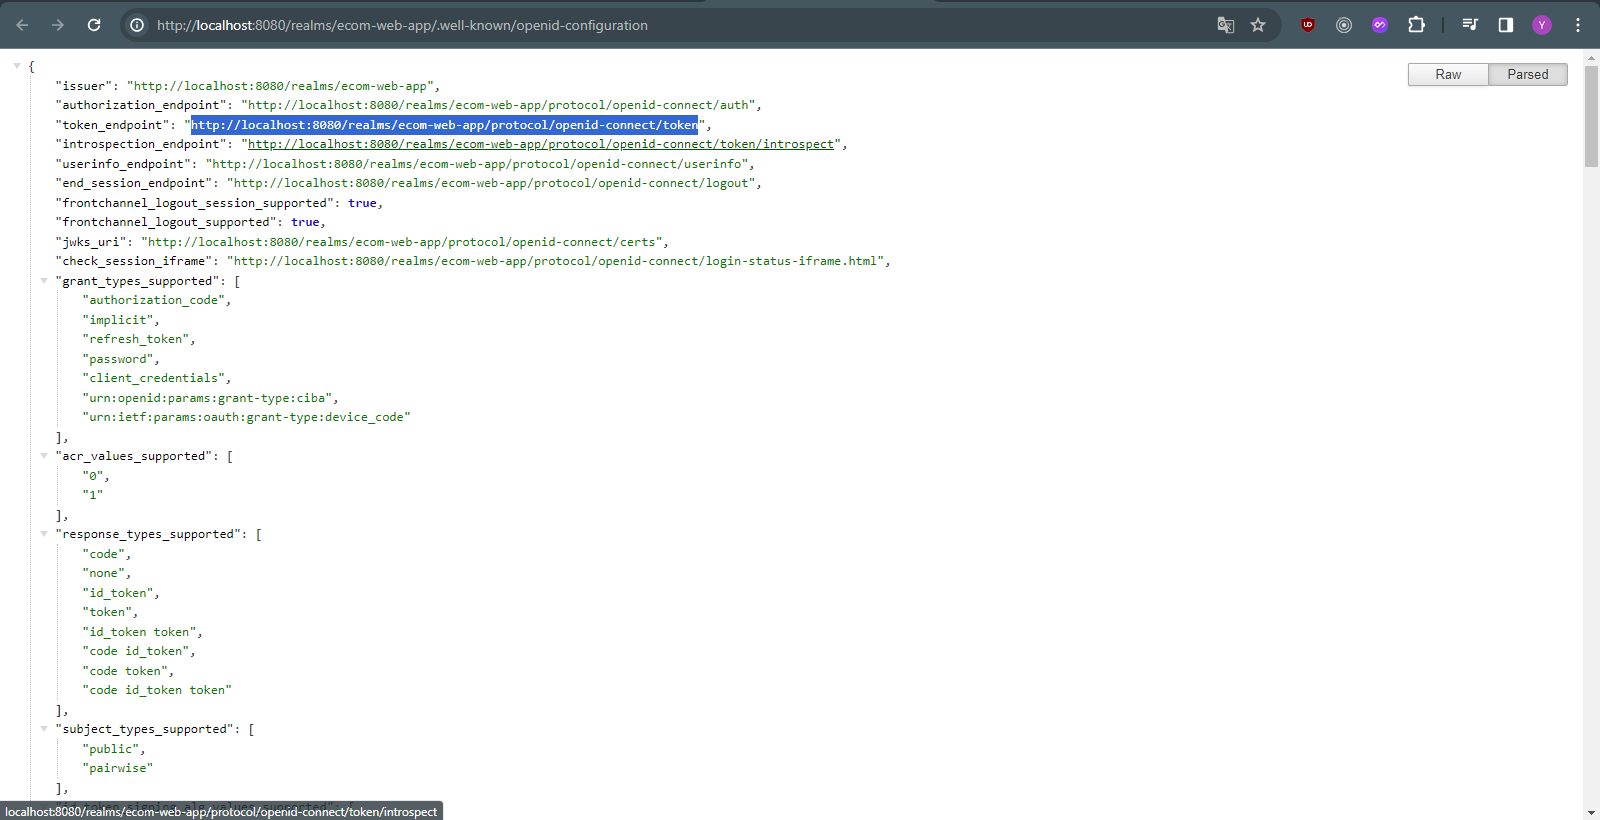 http://localhost:8080/realms/ecom-web-app/.well-known/openid-configuration
UD
Y
Raw
Parsed
{
"issuer": "http://localhost:8080/realms/ecom-web-app",
"authorization_endpoint": "http://localhost:8080/realms/ecom-web-app/protocol/openid-connect/auth",
"token_endpoint": "http://localhost:8080/realms/ecom-web-app/protocol/openid-connect/token",
"introspection_endpoint": "http://localhost:8080/realms/ecom-web-app/protocol/openid-connect/token/introspect",
"userinfo_endpoint": "http://localhost:8080/realms/ecom-web-app/protocol/openid-connect/userinfo",
"end_session_endpoint": "http://localhost:8080/realms/ecom-web-app/protocol/openid-connect/logout",
"frontchannel_logout_session_supported": true,
"frontchannel_logout_supported": true,
"jwks_uri": "http://localhost:8080/realms/ecom-web-app/protocol/openid-connect/certs",
"check_session_iframe": "http://localhost:8080/realms/ecom-web-app/protocol/openid-connect/login-status-iframe.html",
"grant_types_supported": [
"authorization_code",
"implicit",
"refresh_token",
"password",
"client_credentials",
"urn:openid:params:grant-type:ciba",
"urn:ietf:params:oauth:grant-type:device_code"
],
"acr_values_supported": [
"0",
"1"
],
"response_types_supported": [
"code",
"none",
"id_token",
"token",
"id_token token",
"code id_token",
"code token",
"code id_token token"
],
"subject_types_supported": [
"public",
"pairwise"
],
"id_token_signing_alg_values_supported": [
localhost:8080/realms/ecom-web-app/protocol/openid-connect/token/introspect